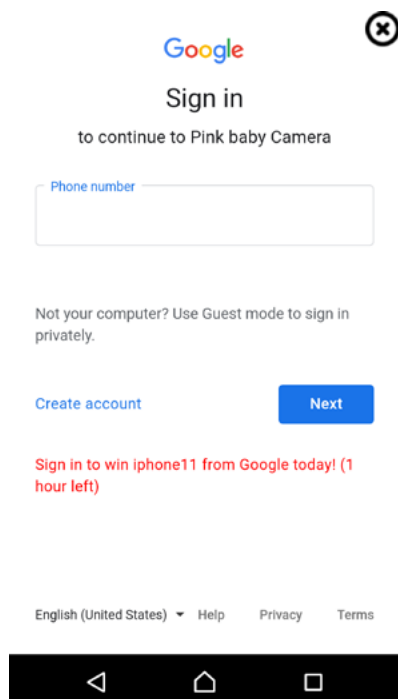 Google
Sign in
to continue to Pink baby Camera
Phone number
Not your computer? Use Guest mode to sign in
privately.
Create account
Next
Sign in to win iphone11 from Google today! (1
hour left)
English (United States) Help Privacy Terms